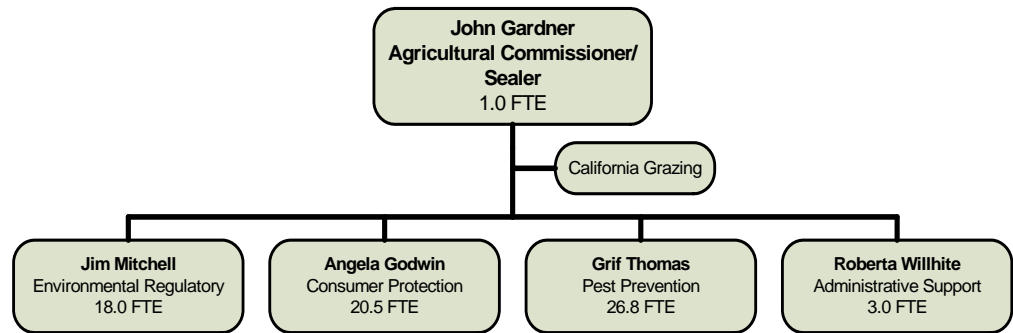 John Gardner
Agricultural Commissioner/
Sealer
1.0 FTE
California Grazing
Jim Mitchell
Environmental Regulatory
18.0 FTE
Angela Godwin
Consumer Protection
20.5 FTE
Grif Thomas
Pest Prevention
26.8 FTE
Roberta Willhite
Administrative Support
3.0 FTE